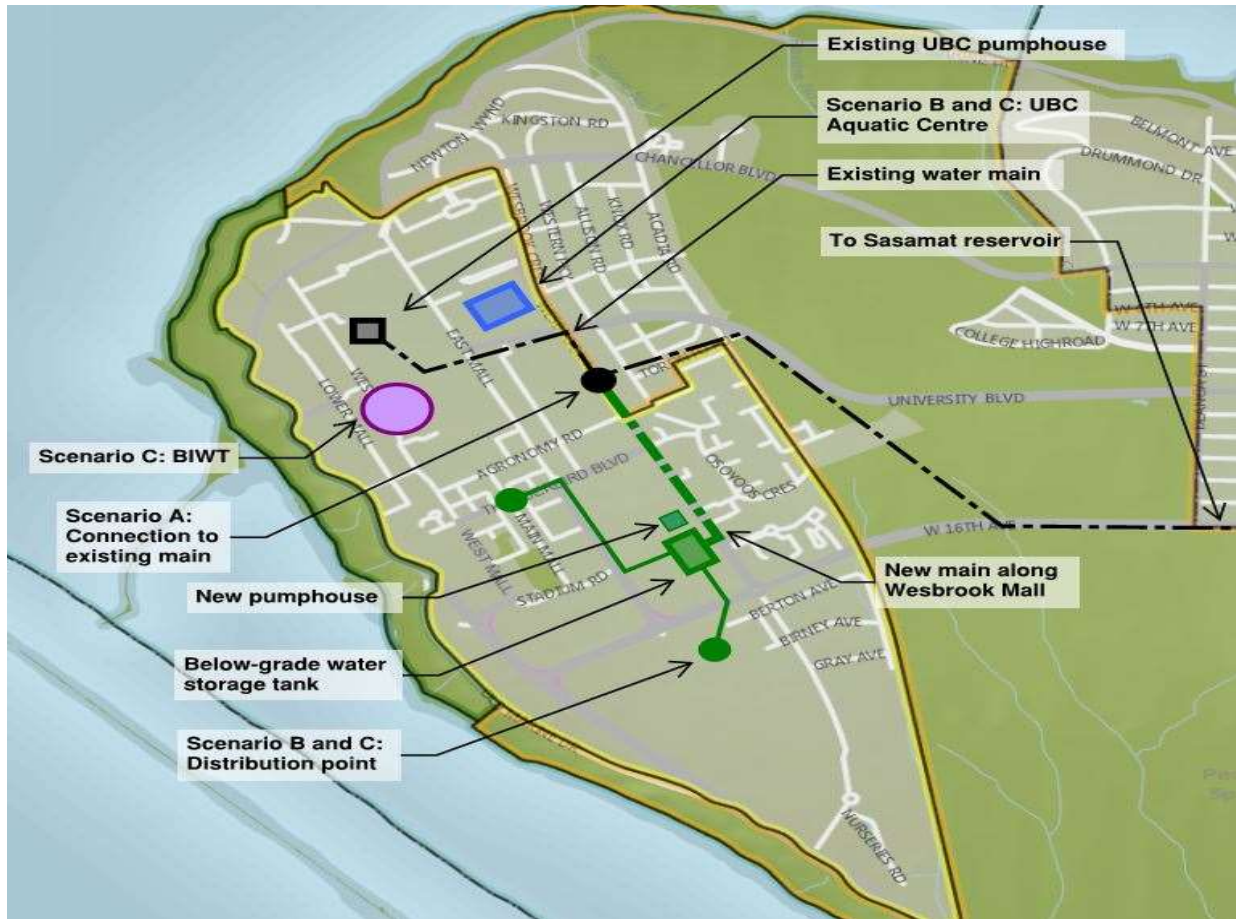 Existing UBC pumphouse
Scenario B and C: UBC
Aquatic Centre
Existing water main
To Sasamat reservoir
KINGSTON RD
NEWTON WYND
CHANCELLOR BLVD
BELMONT AVE
DRUMMOND DR
ALLISON RD
KNOX RD
ACADIA RD
W 4TH AVE
W 7TH AVE
COLLEGE HIGHROAD
EAST MALL
LOWER MALL
UNIVERSITY BLVD
Scenario C: BIWT
AGRONOMY RD
OSOYOOS CRES
Scenario A:
Connection to
existing main
MAIN MALL
WEST MALL
W 16TH AVE
New pumphouse
STADIUM RD
New main along
Wesbrook Mall
BERTON AVE
BIRNEY AVE
GRAY AVE
Below-grade water
storage tank
Scenario B and C:
Distribution point
NURSERIES RD